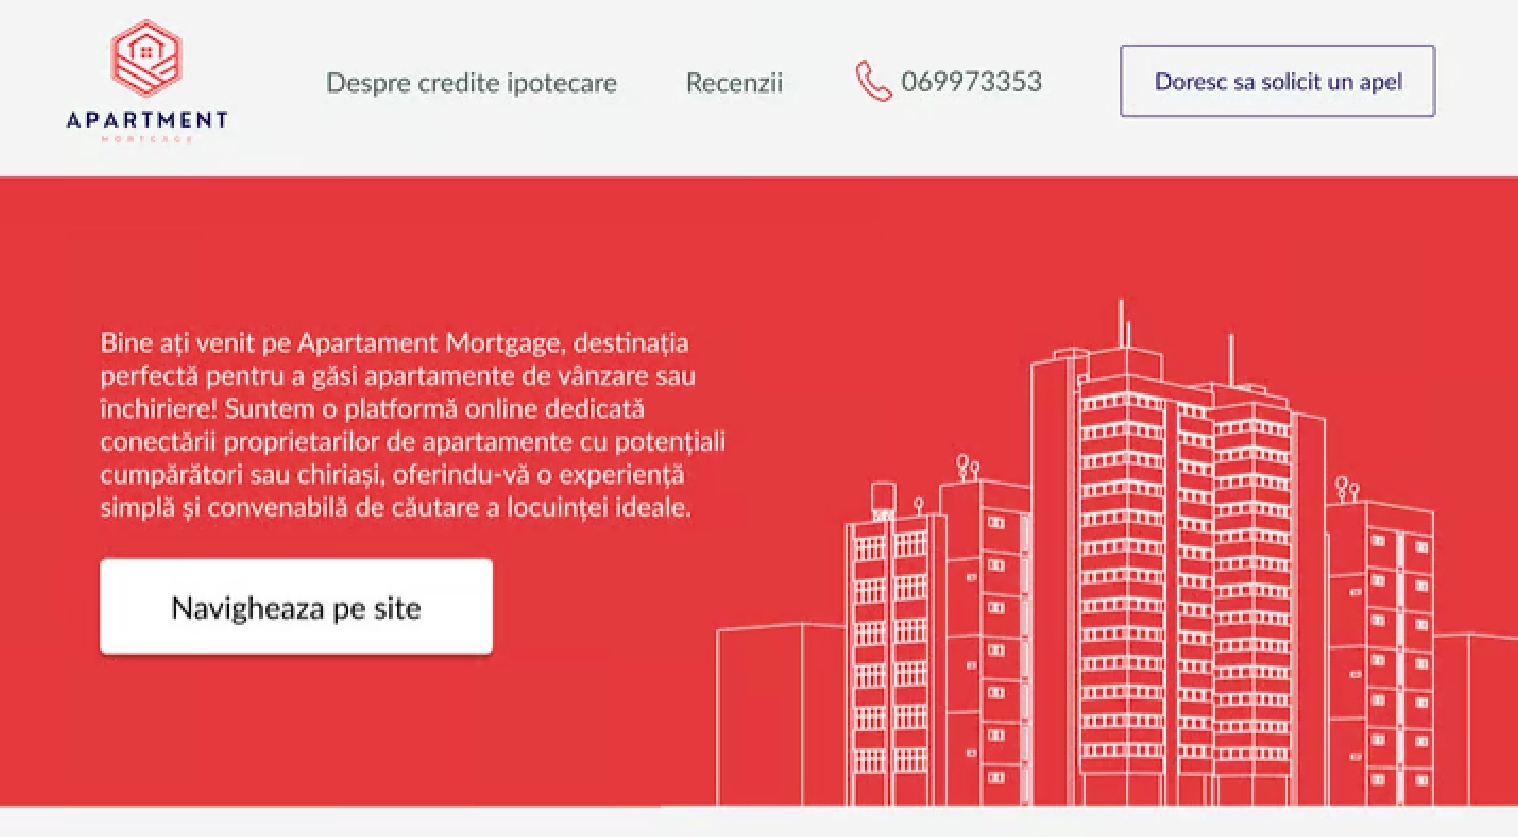 APARTMENT
MORTGAGE
Despre credite ipotecare
Recenzii
069973353
Doresc sa solicit un apel
Bine ați venit pe Apartament Mortgage, destinația
perfectă pentru a găsi apartamente de vânzare sau
închiriere! Suntem o platformă online dedicată
conectării proprietarilor de apartamente cu potențiali
cumpărători sau chiriași, oferindu-vă o experiență
simplă și convenabilă de căutare a locuinței ideale.
Navigheaza pe site